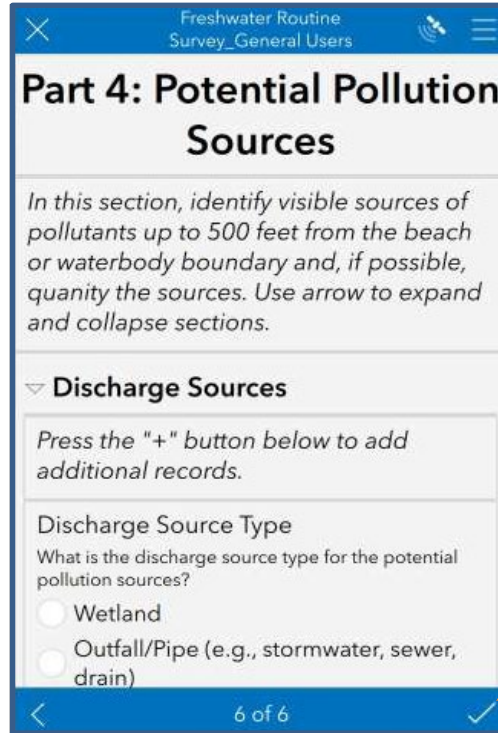 Freshwater Routine
Survey_General Users
Part 4: Potential Pollution
Sources
In this section, identify visible sources of
pollutants up to 500 feet from the beach
or waterbody boundary and, if possible,
quanity the sources. Use arrow to expand
and collapse sections.
Discharge Sources
Press the "+" button below to add
additional records.
Discharge Source Type
What is the discharge source type for the potential
pollution sources?
Wetland
Outfall/Pipe (e.g., stormwater, sewer,
drain)
6 of 6